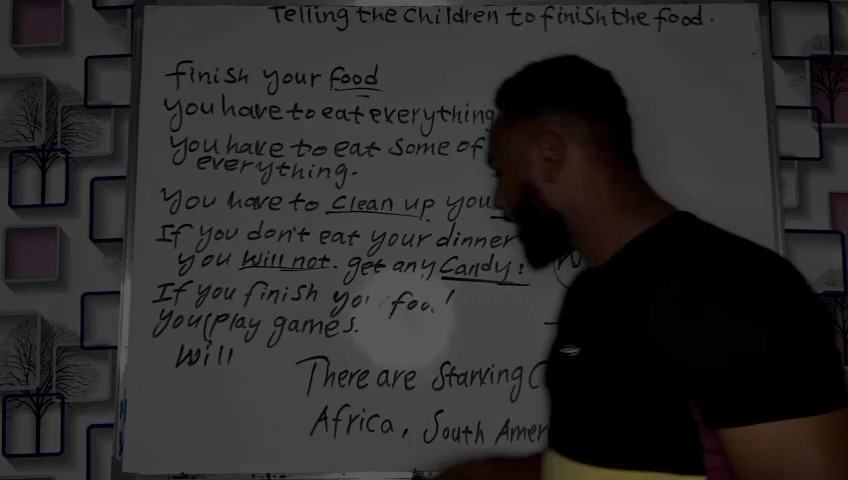 Telling the children to finish the food.
finish your food
you have to eat everything
you have to eat some of
everything.
you have to clean up you
If you don't eat your dinner
you will not. get any Candy!
If you finish
you play games.
will
There are Starving
Africa, South Amer